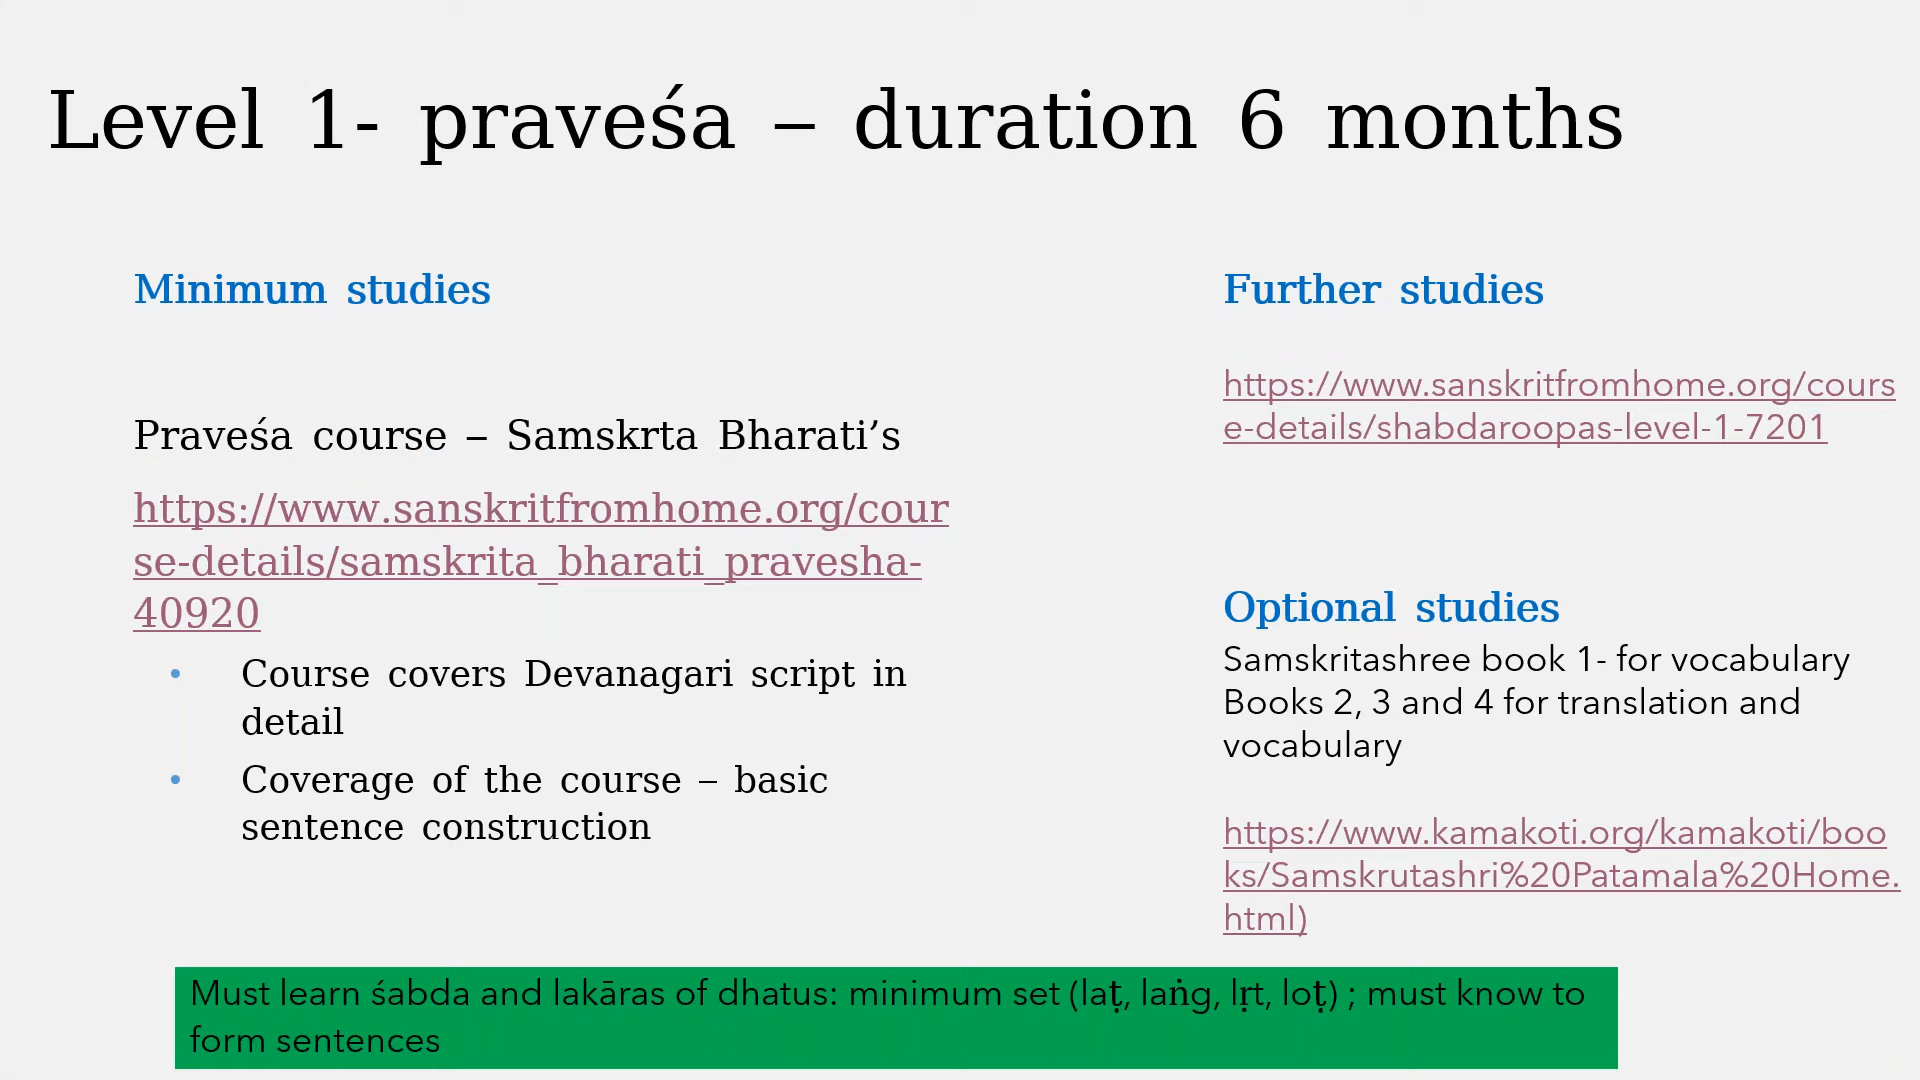 Level 1- praveśa – duration 6 months
Minimum studies
Praveśa course – Samskrta Bharati’s
https://www.sanskritfromhome.org/cour
se-details/samskrita_bharati_pravesha-
40920
• Course covers Devanagari script in
detail
• Coverage of the course – basic
sentence construction
Further studies
https://www.sanskritfromhome.org/cours
e-details/shabdaroopas-level-1-7201
Optional studies
Samskritashree book 1- for vocabulary
Books 2, 3 and 4 for translation and
vocabulary
https://www.kamakoti.org/kamakoti/boo
ks/Samskrutashri%20Patamala%20Home.
html)
Must learn śabda and lakāras of dhatus: minimum set (laṭ, laṅg, lṛt, loṭ) ; must know to
form sentences